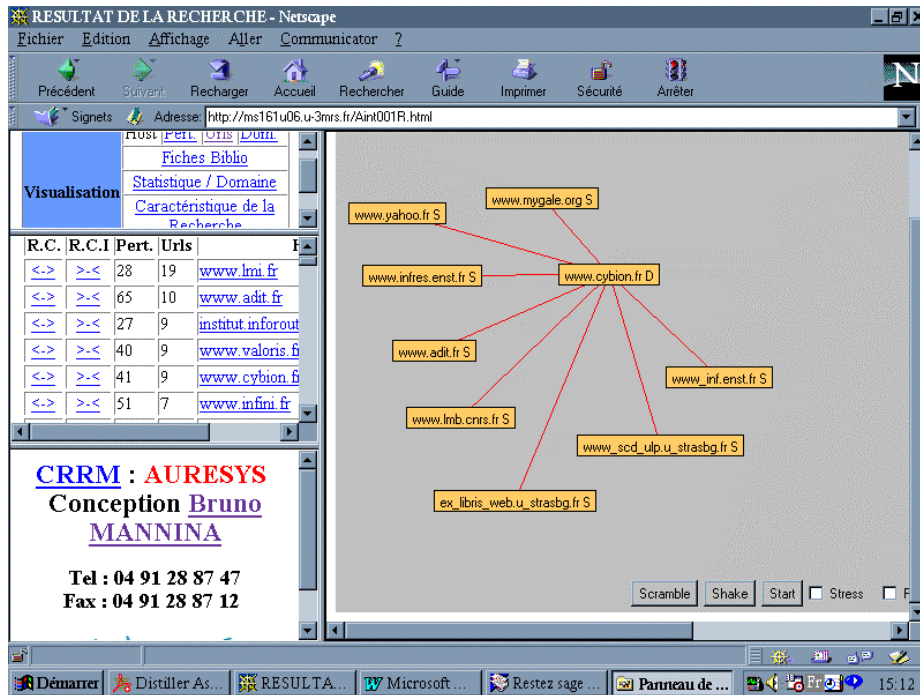 RESULTAT DE LA RECHERCHE - Netscape
Fichier Edition Affichage Aller Communicator ?
Précédent Suivant Recharger Accueil Rechercher Guide Imprimer Sécurité Arrêter
N
Signets Adresse: http://ms161u06.u-3mrs.fr/Aint001R.html
Host Pert. Urls Dom.
Fiches Biblio
Visualisation
Statistique / Domaine
Caractéristique de la
Recherche
R.C. R.C.I Pert. Urls
<-> >-< 28 19 www.lmi.fr
<-> >-< 65 10 www.adit.fr
<-> >-< 27 9 institut.inforout
<-> >-< 40 9 www.valoris.f
<-> >-< 41 9 www.cybion.f
<-> >-< 51 7 www.infini.fr
CRRM : AURESYS
Conception Bruno
MANNINA
Tel : 04 91 28 87 47
Fax : 04 91 28 87 12
www.mygale.org S
www.yahoo.fr S
www.infres.enst.fr S
www.cybion.fr D
www.adit.fr S
www_inf.enst.fr S
www.lmb.cnrs.fr S
www_scd_ulp.u_strasbg.fr S
ex_libris_web.u_strasbg.fr S
Scramble Shake Start Stress
Démarrer Distiller As... RESULTA... Microsoft ... Restez sage ... Panneau de ... Fr 15:12